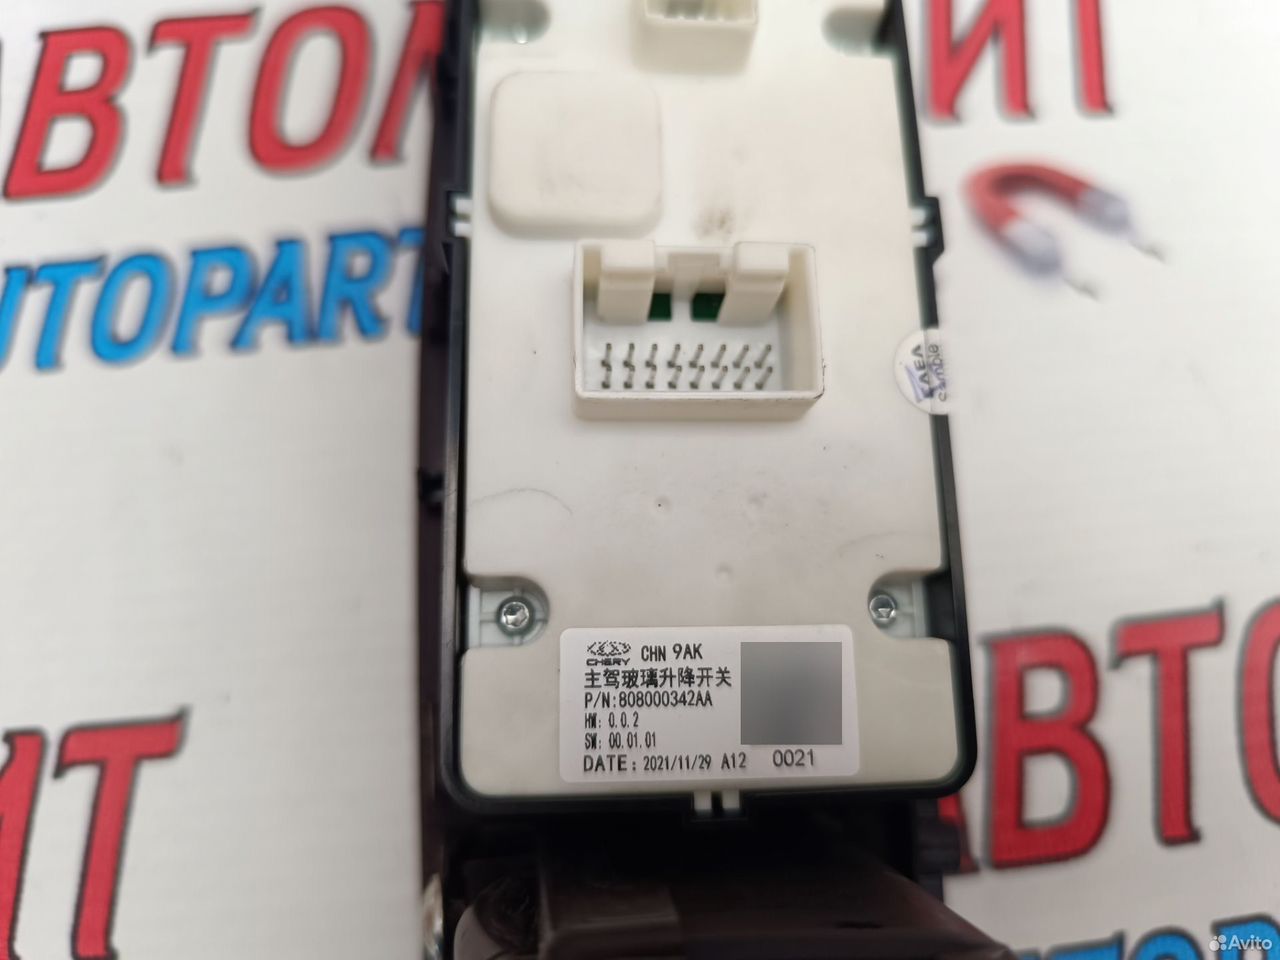 АВТОМ
ИТ
UTOPART
CHERY CHN 9AK
主驾玻璃升降开关
P/N:808000342AA
HW: 0.0.2
SW: 00.01.01
DATE: 2021/11/29 A12 0021
ИТ
АВТО
Avito